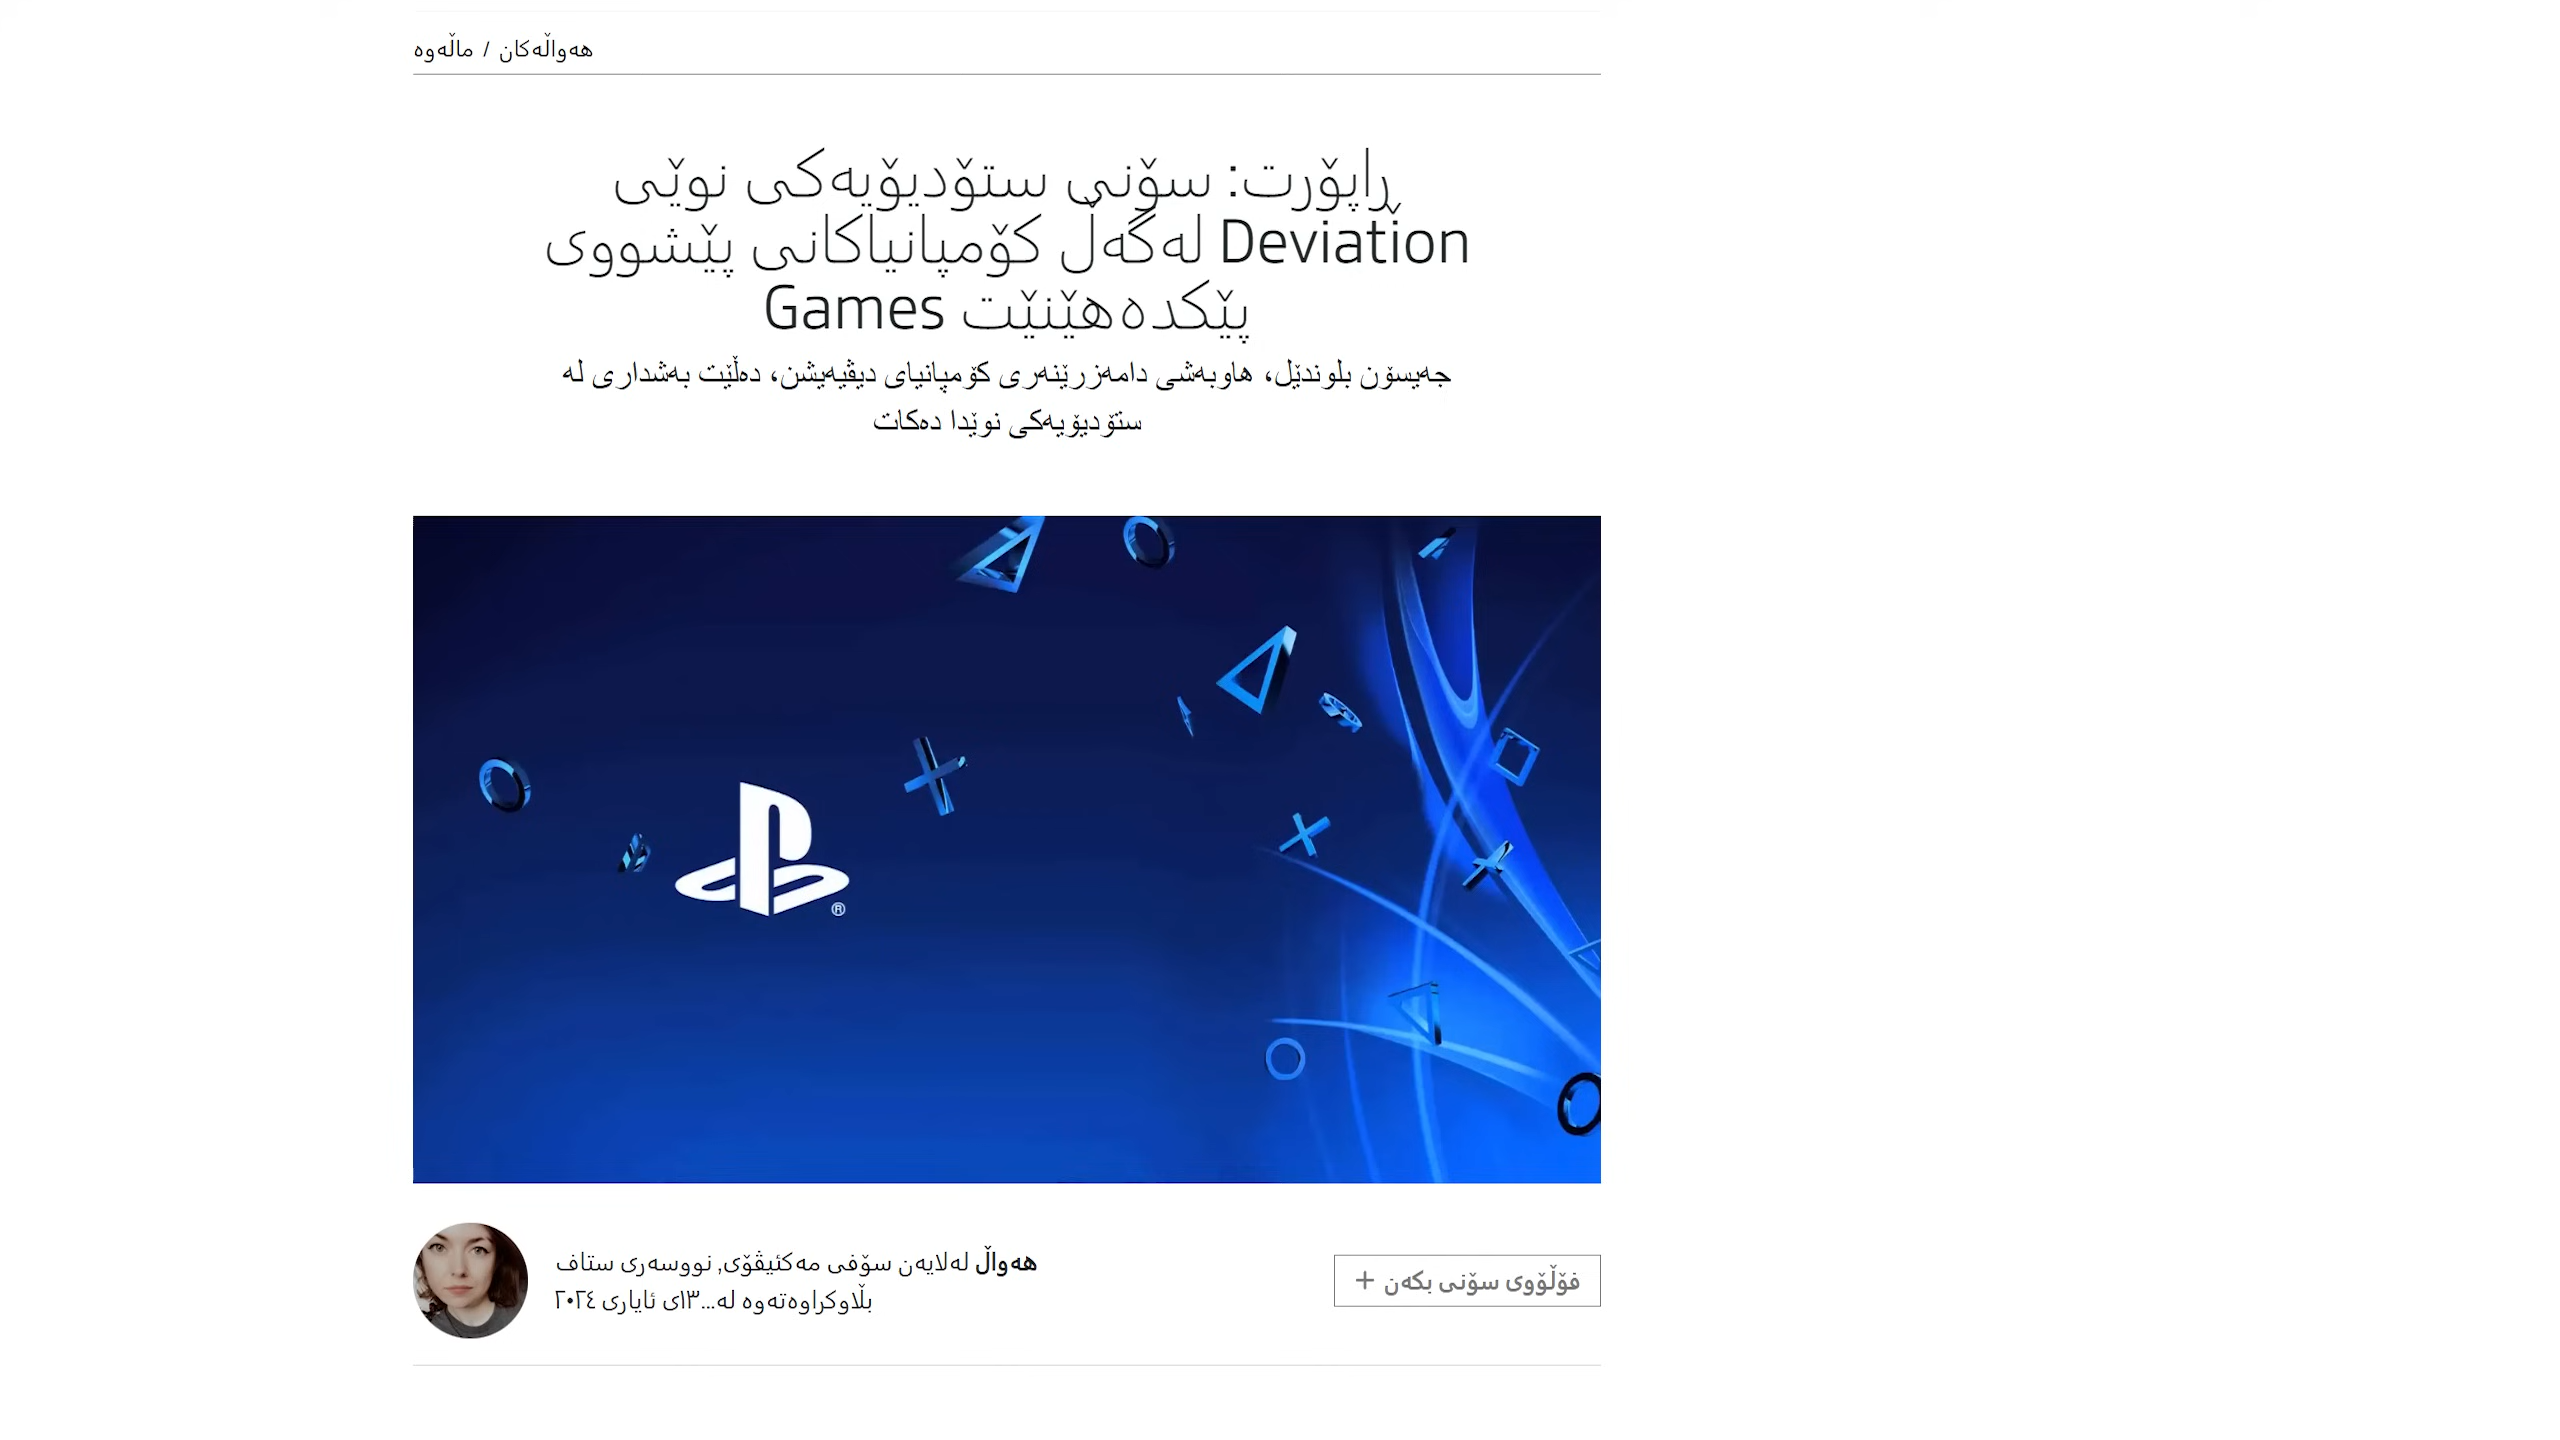 هەواڵەکان / ماڵەوە
ڕاپۆرت: سۆنی ستۆدیۆیەکی نوێی
Deviation لەگەڵ کۆمپانیاکانی پێشووی
پێکدەهێنێت Games
جەیسۆن بلوندێل، هاوبەشی دامەزرێنەری کۆمپانیای دیڤیەیشن، دەڵێت بەشداری لە
ستۆدیۆیەکی نوێدا دەکات
هەواڵ لەلایەن سۆفی مەکئیڤۆی, نووسەری ستاف
بڵاوکراوەتەوە لە...١٣ی ئایاری ٢٠٢٤
فۆڵۆوی سۆنی بکەن +